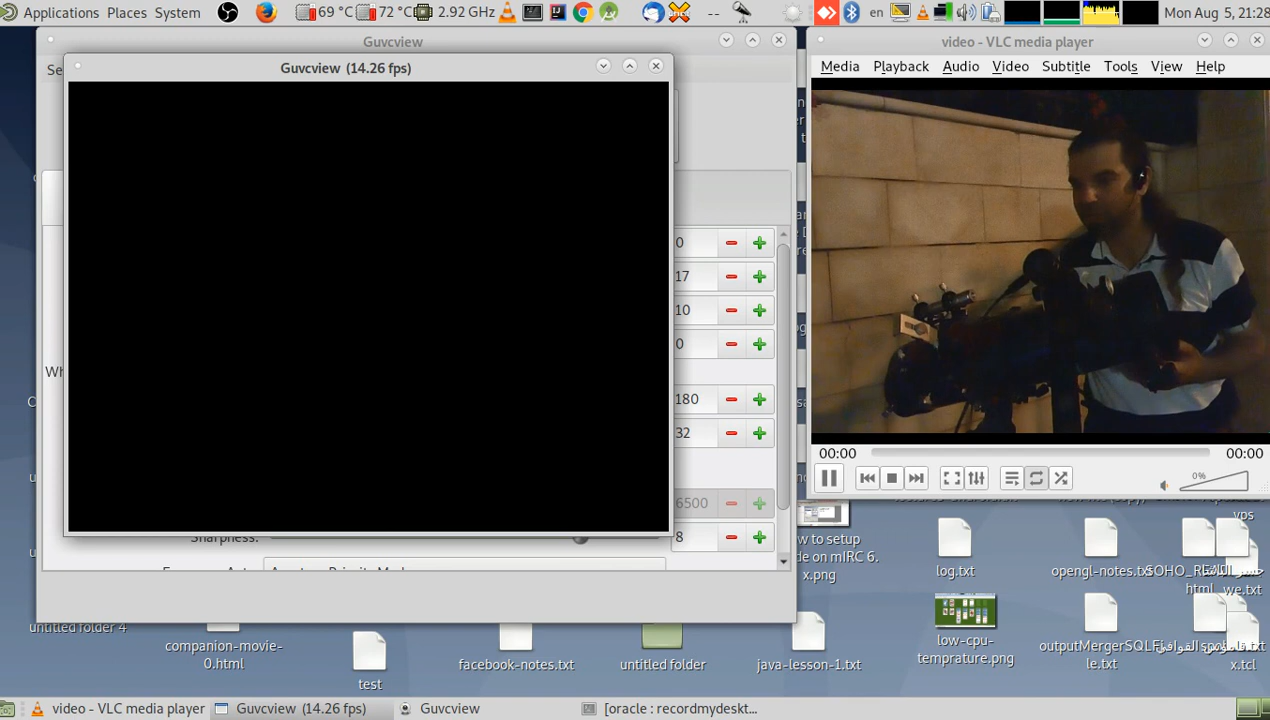 Applications Places System
69 °C
72 °C
2.92 GHz
--
en
Mon Aug 5, 21:28
Guvcview
Guvcview (14.26 fps)
video - VLC media player
Media Playback Audio Video Subtitle Tools View Help
Se
0
17
10
0
Wh
180
32
6500
Sharpness:
8
00:00
00:00
0%
vps
w to setup
de on mIRC 6.
x.png
log.txt
opengl-notes.txt
html
we.txt
untitled folder 4
companion-movie-
0.html
test
facebook-notes.txt
untitled folder
java-lesson-1.txt
low-cpu-
temprature.png
outputMergerSQLFi
le.txt
x.tcl
video - VLC media player
Guvcview (14.26 fps)
Guvcview
[oracle : recordmydeskt...